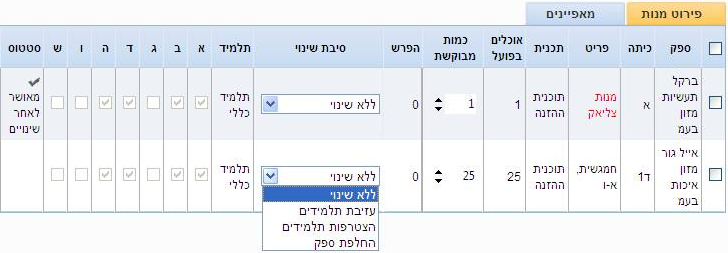 פירוט מנות
מאפיינים
ספק
כיתה
פריט
תכנית
אוכלים
בפועל
כמות
מבוקשת
הפרש
סיבת שינוי
תלמיד
א
ב
ג
ד
ה
ו
ש
סטטוס
ברקל
תעשיות
מזון
בעמ
א
מנות
צליאק
תוכנית
ההזנה
1
1
0
ללא שינוי
תלמיד
כללי
מאושר
לאחר
שינויים
אייל גור
מזון
איכות
בעמ
ד1
חמגשית,
א-ו
תוכנית
ההזנה
25
25
0
ללא שינוי
תלמיד
כללי
ללא שינוי
עזיבת תלמידים
הצטרפות תלמידים
החלפת ספק